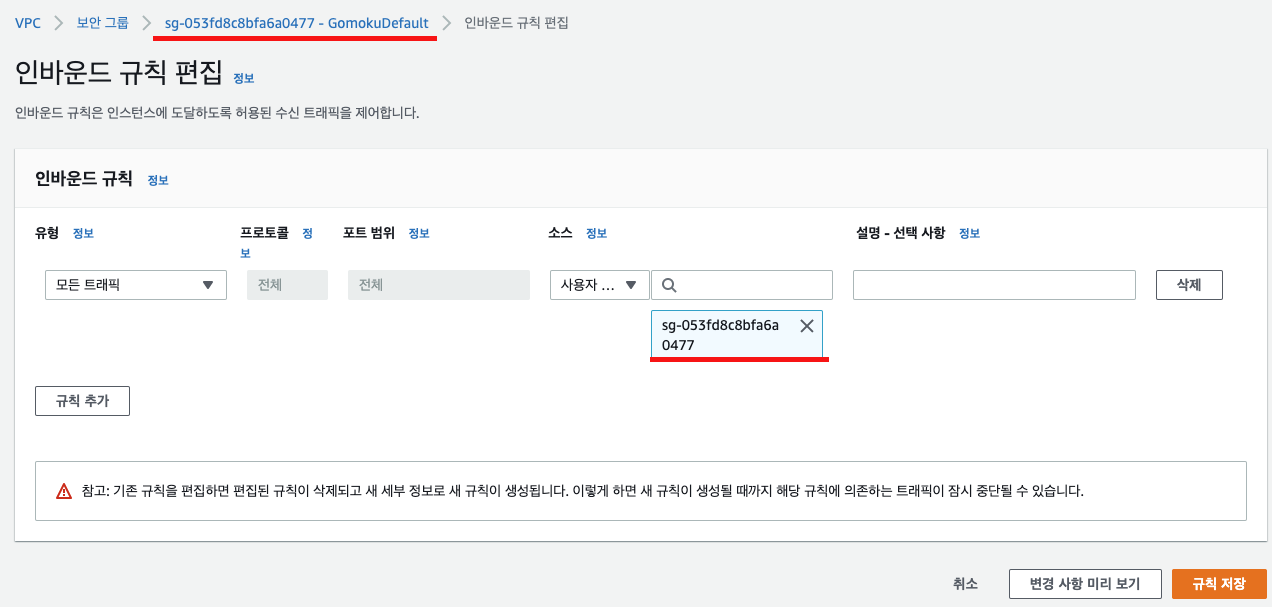 VPC > 보안 그룹 > sg-053fd8c8bfa6a0477 - GomokuDefault > 인바운드 규칙 편집
인바운드 규칙 편집 정보
인바운드 규칙은 인스턴스에 도달하도록 허용된 수신 트래픽을 제어합니다.
인바운드 규칙 정보
유형 정보 프로토콜 정 포트 범위 정보 소스 정보 설명 - 선택 사항 정보
보
모든 트래픽 전체 전체 사용자 ... 삭제
sg-053fd8c8bfa6a
0477
규칙 추가
참고: 기존 규칙을 편집하면 편집된 규칙이 삭제되고 새 세부 정보로 새 규칙이 생성됩니다. 이렇게 하면 새 규칙이 생성될 때까지 해당 규칙에 의존하는 트래픽이 잠시 중단될 수 있습니다.
취소 변경 사항 미리 보기 규칙 저장